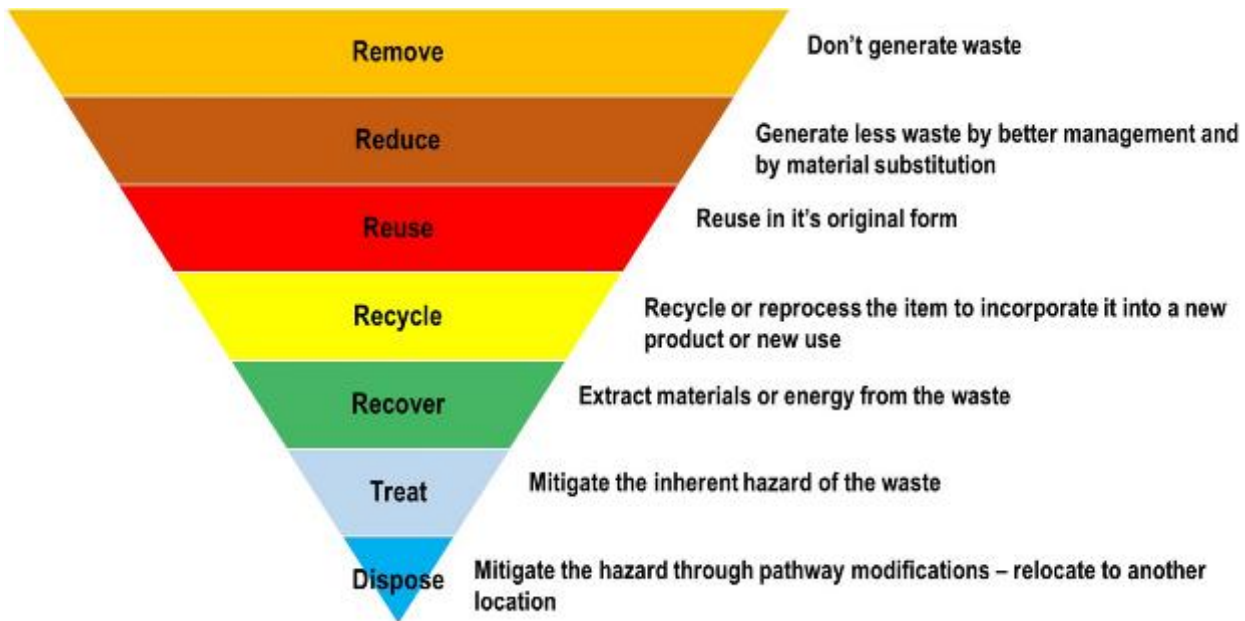 Remove
Don't generate waste
Reduce
Generate less waste by better management and
by material substitution
Reuse
Reuse in it's original form
Recycle
Recycle or reprocess the item to incorporate it into a new
product or new use
Recover
Extract materials or energy from the waste
Treat
Mitigate the inherent hazard of the waste
Dispose
Mitigate the hazard through pathway modifications – relocate to another
location